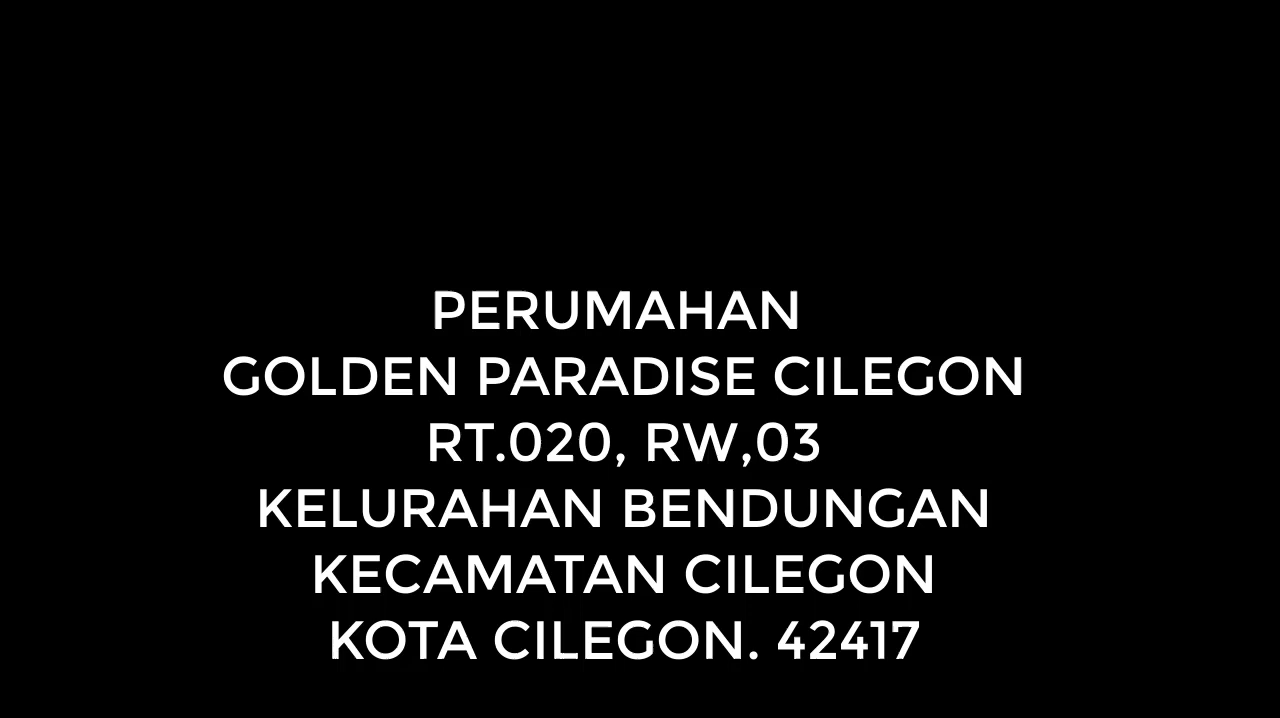 PERUMAHAN
GOLDEN PARADISE CILEGON
RT.020, RW,03
KELURAHAN BENDUNGAN
KECAMATAN CILEGON
KOTA CILEGON. 42417